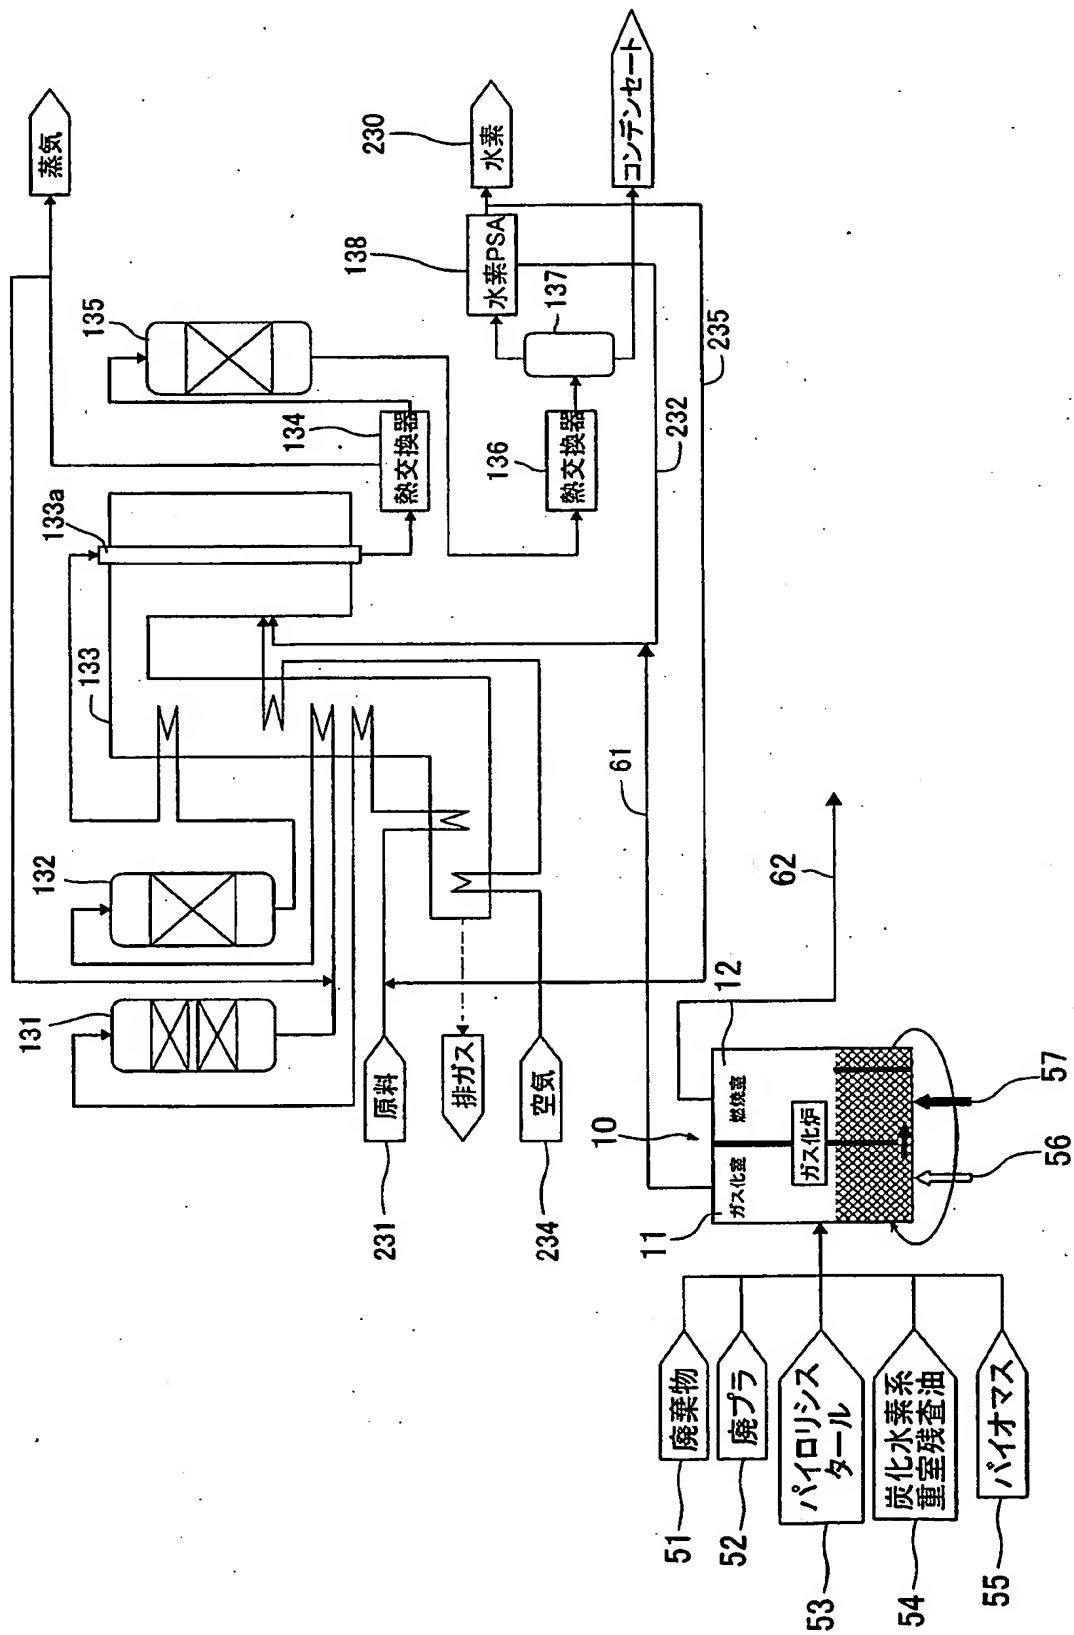 131
132
133a
133
135
蒸気
134
熱交換器
231
原料
排ガス
234
空気
136
熱交換器
137
138
水素PSA
230
水素
コンデンセート
232
235
61
10
11
12
ガス化室
燃焼室
ガス化炉
62
56
57
51
廃棄物
52
廃プラ
53
パイロリシス
タール
54
炭化水素系
重室残査油
55
バイオマス